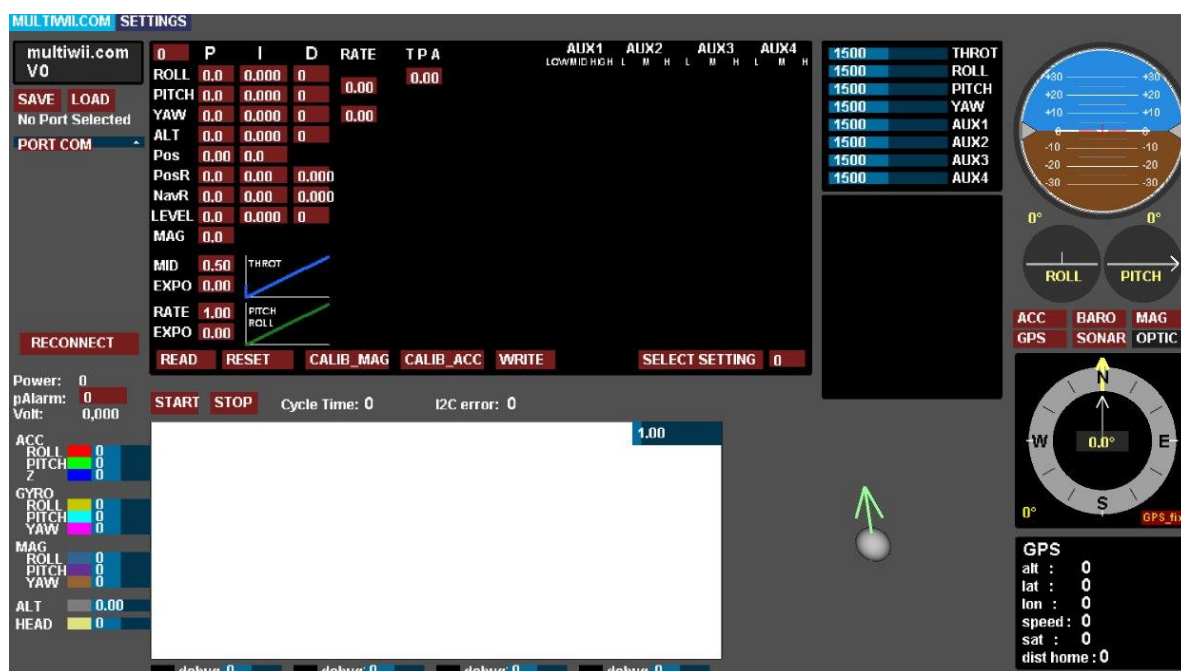 MULTIWII.COM SETTINGS
multiwii.com
V0
SAVE LOAD
No Port Selected
PORT COM
RECONNECT
Power: 0
pAlarm: 0
Volt: 0,000
ACC
ROLL 0
PITCH 0
Z 0
GYRO
ROLL 0
PITCH 0
YAW 0
MAG
ROLL 0
PITCH 0
YAW 0
ALT 0.00
HEAD 0
0 P I D RATE T P A AUX1 AUX2 AUX3 AUX4
LOW MID HIGH L M H L M H L M H
ROLL 0.0 0.000 0 0.00
PITCH 0.0 0.000 0 0.00
YAW 0.0 0.000 0 0.00
ALT 0.0 0.000 0
Pos 0.00 0.0
PosR 0.0 0.00 0.000
NavR 0.0 0.00 0.000
LEVEL 0.0 0.000 0
MAG 0.0
MID 0.50 THROT
EXPO 0.00
RATE 1.00 PITCH
ROLL
EXPO 0.00
READ RESET CALIB_MAG CALIB_ACC WRITE SELECT SETTING 0
START STOP Cycle Time: 0 I2C error: 0
1.00
debug 0 debug 0 debug 0 debug 0
1500 THROT
1500 ROLL
1500 PITCH
1500 YAW
1500 AUX1
1500 AUX2
1500 AUX3
1500 AUX4
+30 +30
+20 +20
+10 +10
0 0
-10 -10
-20 -20
-30 -30
0° 0°
ROLL PITCH
ACC BARO MAG
GPS SONAR OPTIC
N
W 0.0° E
S
0° GPS_fix
GPS
alt : 0
lat : 0
lon : 0
speed : 0
sat : 0
dist home : 0